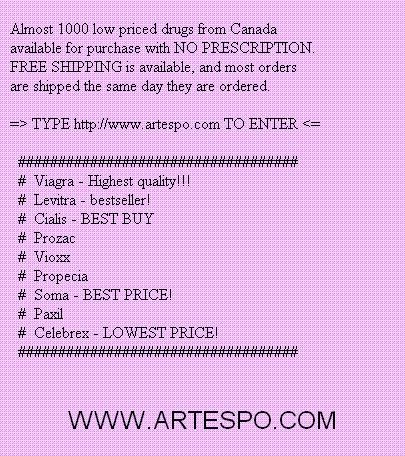 Almost 1000 low priced drugs from Canada
available for purchase with NO PRESCRIPTION.
FREE SHIPPING is available, and most orders
are shipped the same day they are ordered.
=> TYPE http://www.artespo.com TO ENTER <=
###################################
# Viagra - Highest quality!!!
# Levitra - bestseller!
# Cialis - BEST BUY
# Prozac
# Vioxx
# Propecia
# Soma - BEST PRICE!
# Paxil
# Celebrex - LOWEST PRICE!
###################################
WWW.ARTESPO.COM